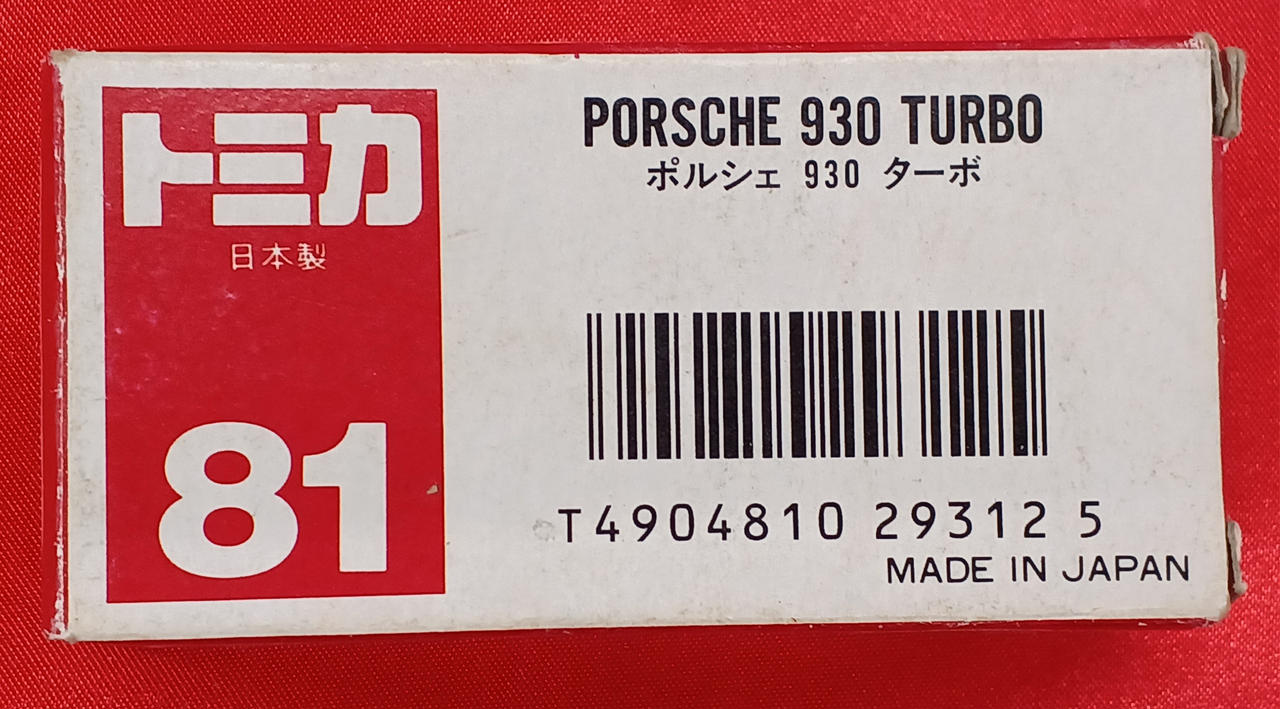 トミカ
日本製
81
PORSCHE 930 TURBO
ポルシェ 930 ターボ
T4904810 29312 5
MADE IN JAPAN